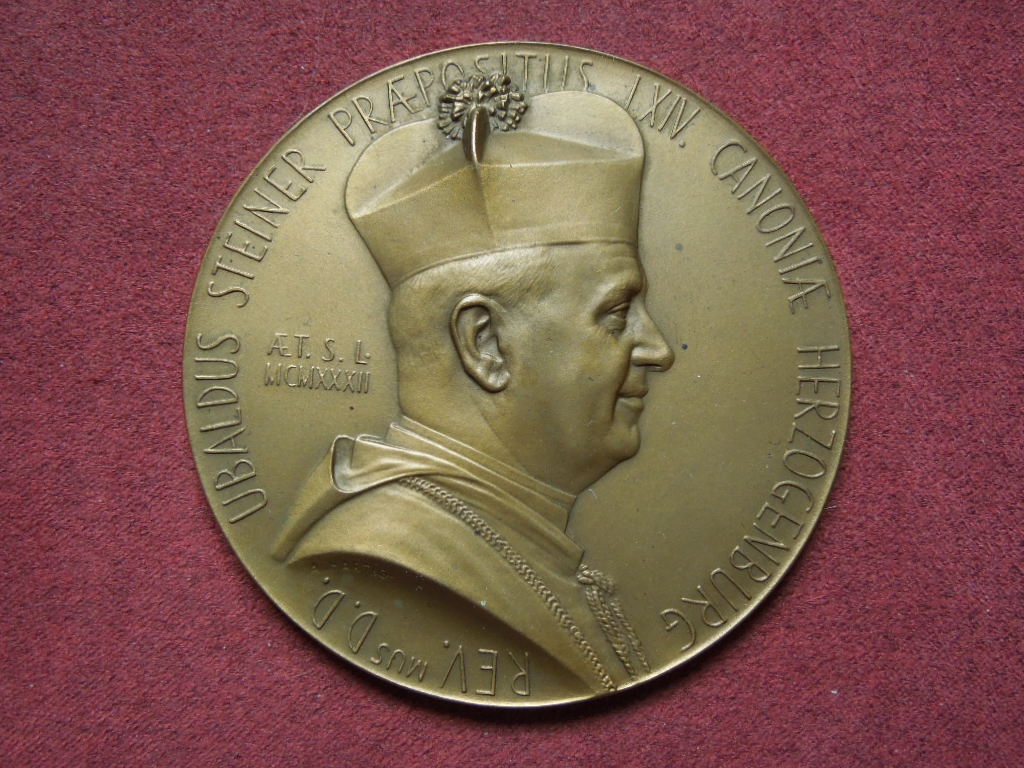 REV.MUS D.D. UBALDUS STEINER PRÆPOSITUS LXIV. CANONIÆ HERZOGENBURG
ÆT. S. L.
MCMXXXII